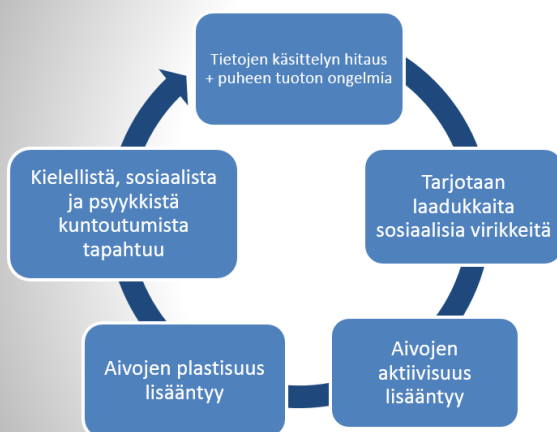 Tietojen käsittelyn hitaus
+ puheen tuoton ongelmia
Tarjotaan
laadukkaita
sosiaalisia virikkeitä
Aivojen
aktiivisuus
lisääntyy
Aivojen plastisuus
lisääntyy
Kielellistä, sosiaalista
ja psyykkistä
kuntoutumista
tapahtuu